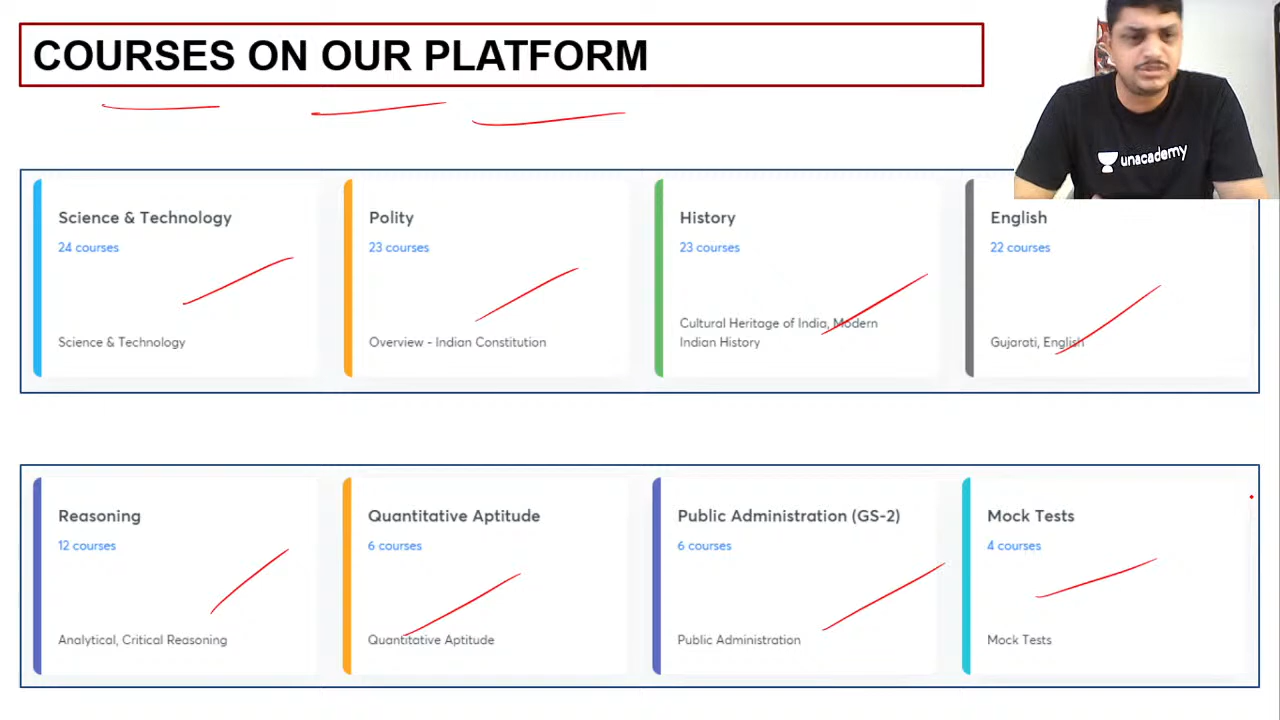 COURSES ON OUR PLATFORM
unacademy
Science & Technology
24 courses
Science & Technology
Polity
23 courses
Overview - Indian Constitution
History
23 courses
Cultural Heritage of India, Modern
Indian History
English
22 courses
Gujarati, English
Reasoning
12 courses
Analytical, Critical Reasoning
Quantitative Aptitude
6 courses
Quantitative Aptitude
Public Administration (GS-2)
6 courses
Public Administration
Mock Tests
4 courses
Mock Tests